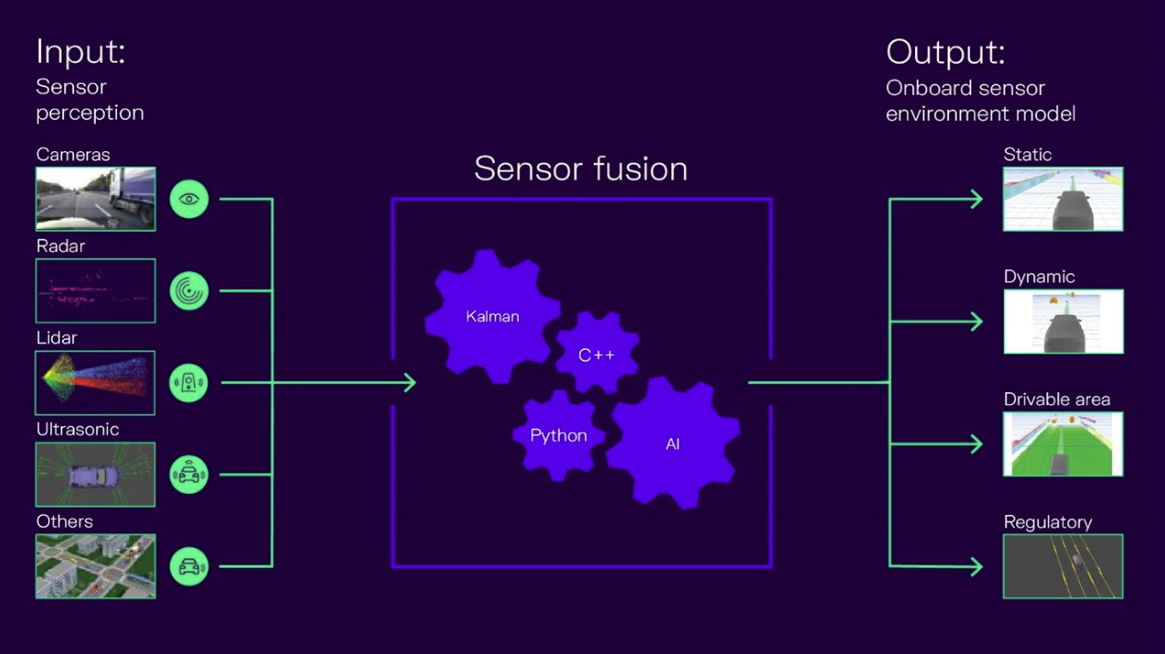 Input:
Sensor
perception
Cameras
Radar
Lidar
Ultrasonic
Others
Sensor fusion
Kalman
C++
Python
AI
Output:
Onboard sensor
environment model
Static
Dynamic
Drivable area
Regulatory